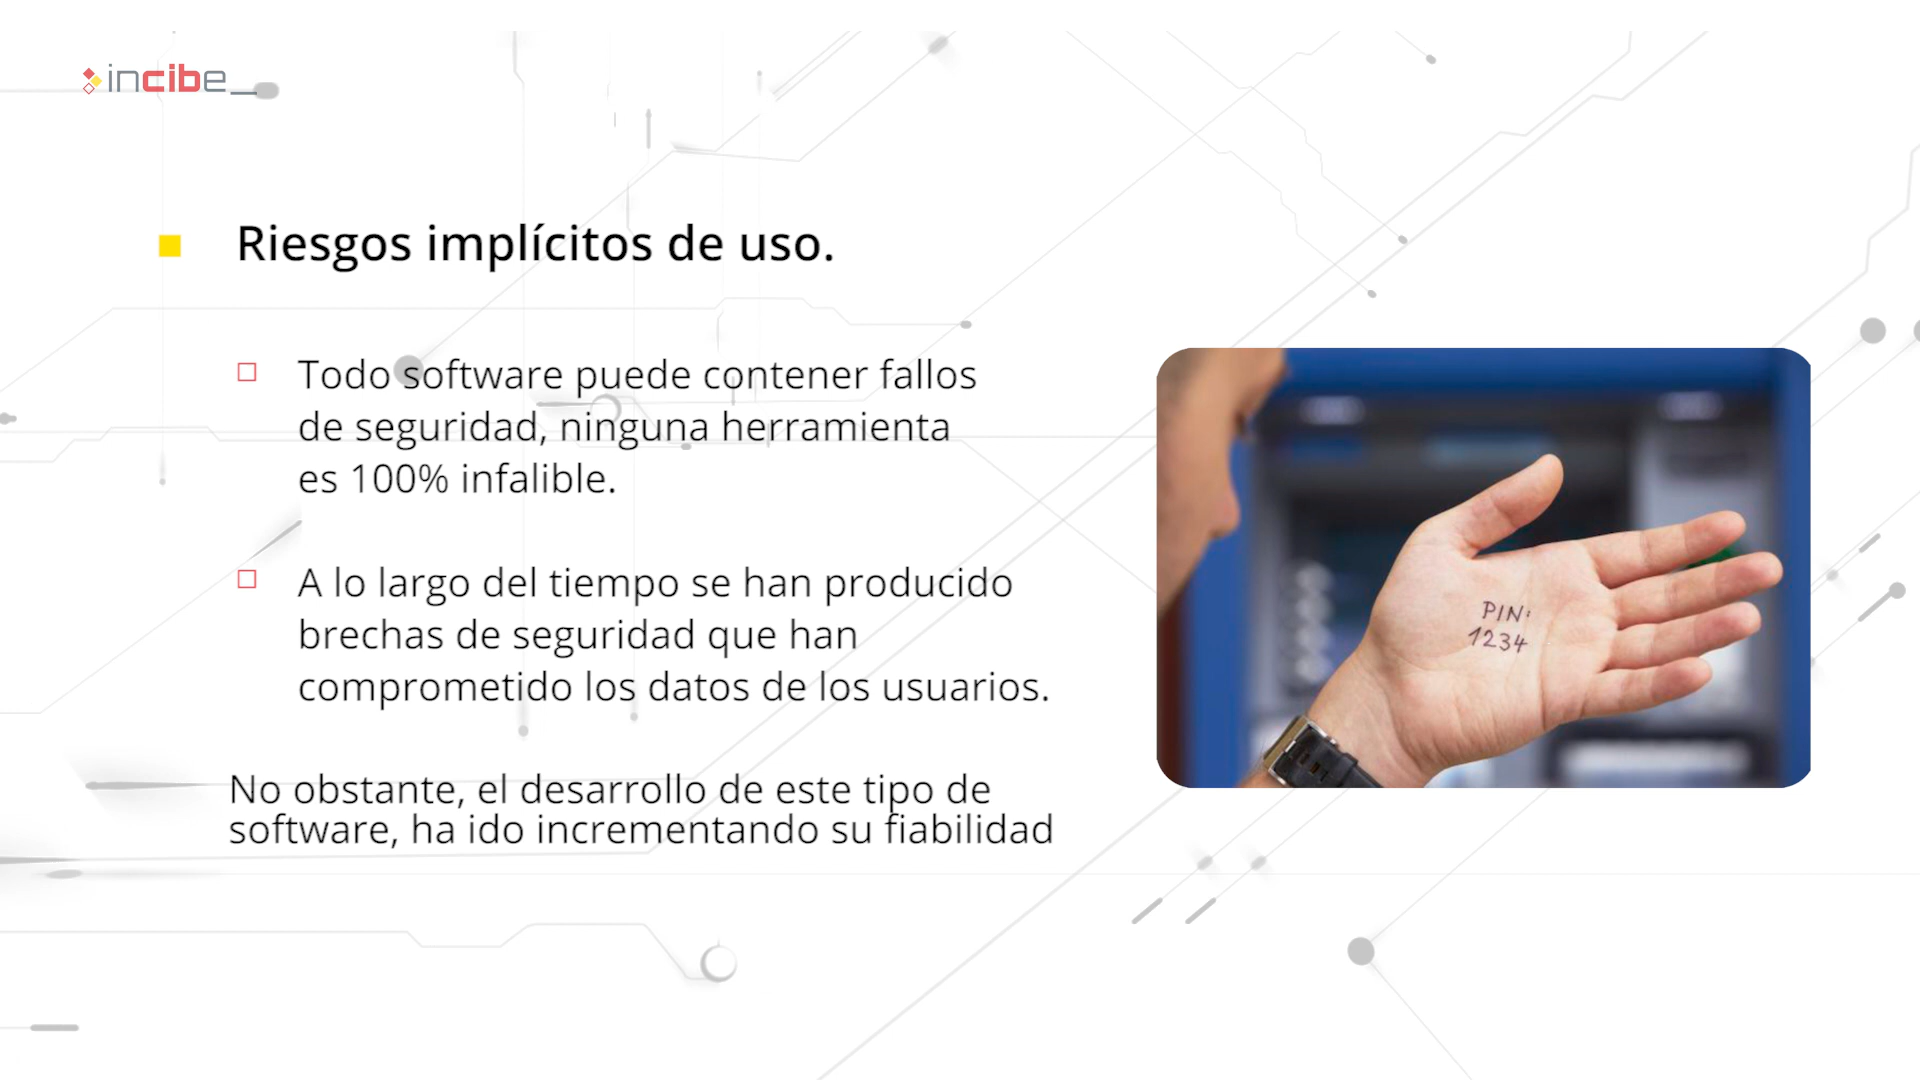 incibe_
Riesgos implícitos de uso.
Todo software puede contener fallos
de seguridad, ninguna herramienta
es 100% infalible.
A lo largo del tiempo se han producido
brechas de seguridad que han
comprometido los datos de los usuarios.
No obstante, el desarrollo de este tipo de
software, ha ido incrementando su fiabilidad
PIN:
1234